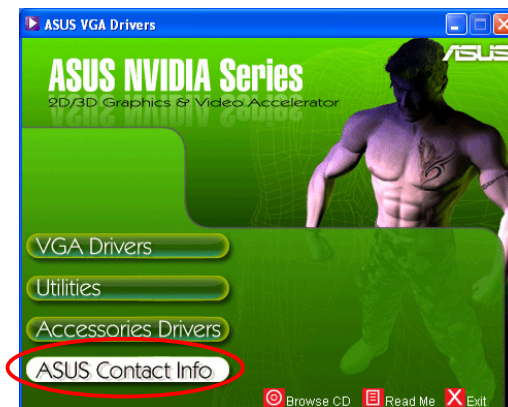 ASUS VGA Drivers
ASUS
ASUS NVIDIA Series
2D/3D Graphics & Video Accelerator
VGA Drivers
Utilities
Accessories Drivers
ASUS Contact Info
Browse CD Read Me Exit